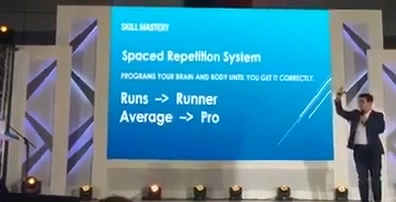 SKILL MASTERY
Spaced Repetition System
PROGRAMS YOUR BRAIN AND BODY UNTIL YOU GET IT CORRECTLY.
Runs -> Runner
Average -> Pro